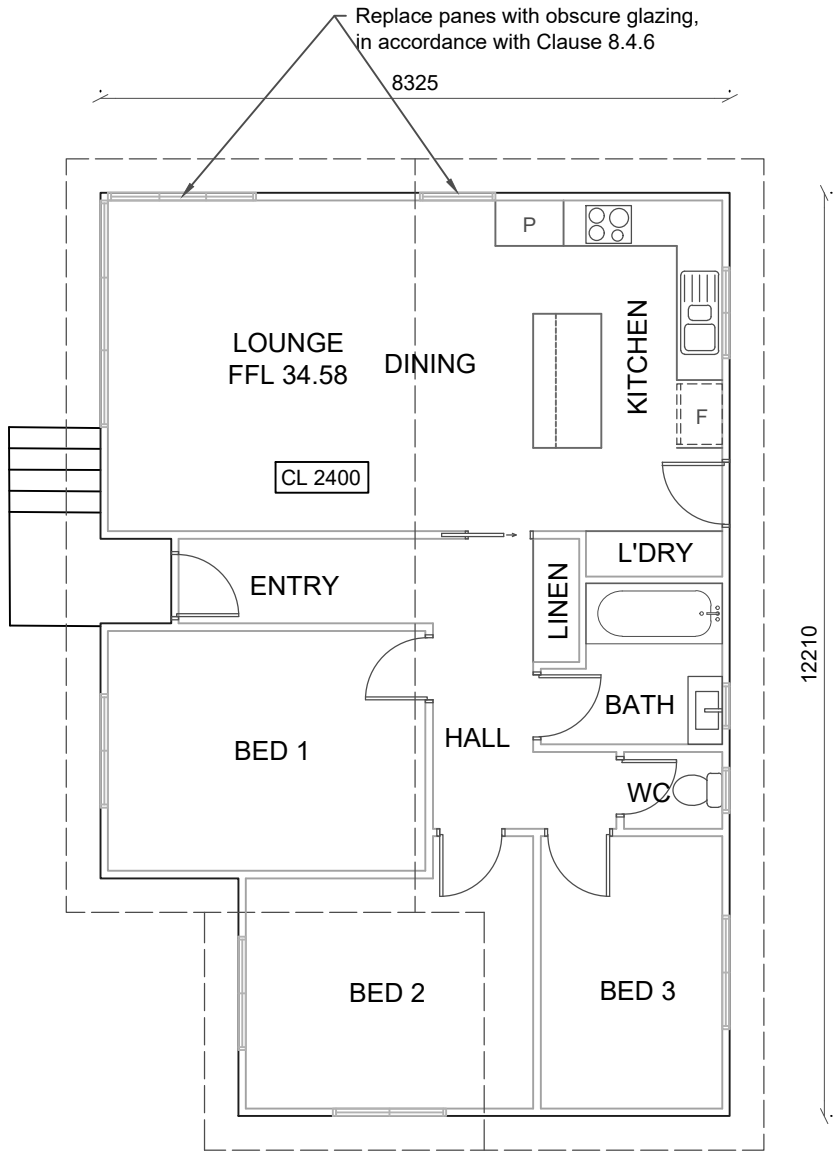 Replace panes with obscure glazing,
in accordance with Clause 8.4.6
8325
P
LOUNGE
FFL 34.58
DINING
KITCHEN
F
CL 2400
L'DRY
ENTRY
LINEN
12210
BATH
BED 1
HALL
WC
BED 2
BED 3